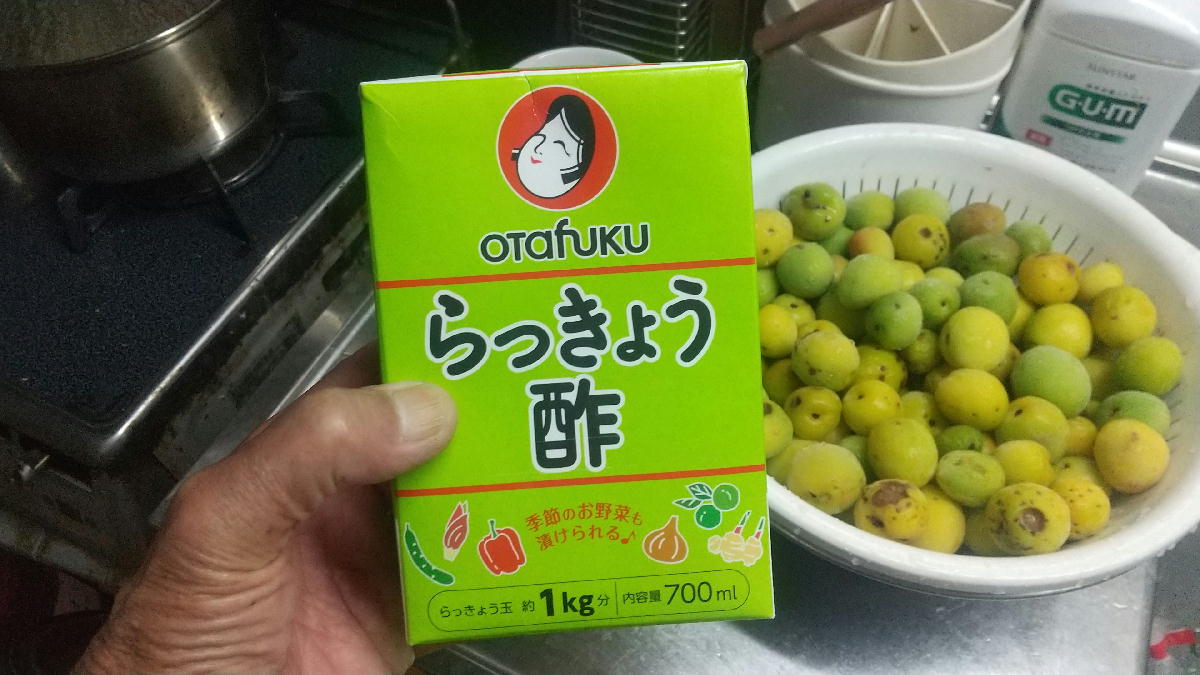 OTAFUKU
らっきょう
酢
季節のお野菜も
漬けられる♪
らっきょう玉 約1kg分 内容量700ml
SUNSTAR
G・U・M